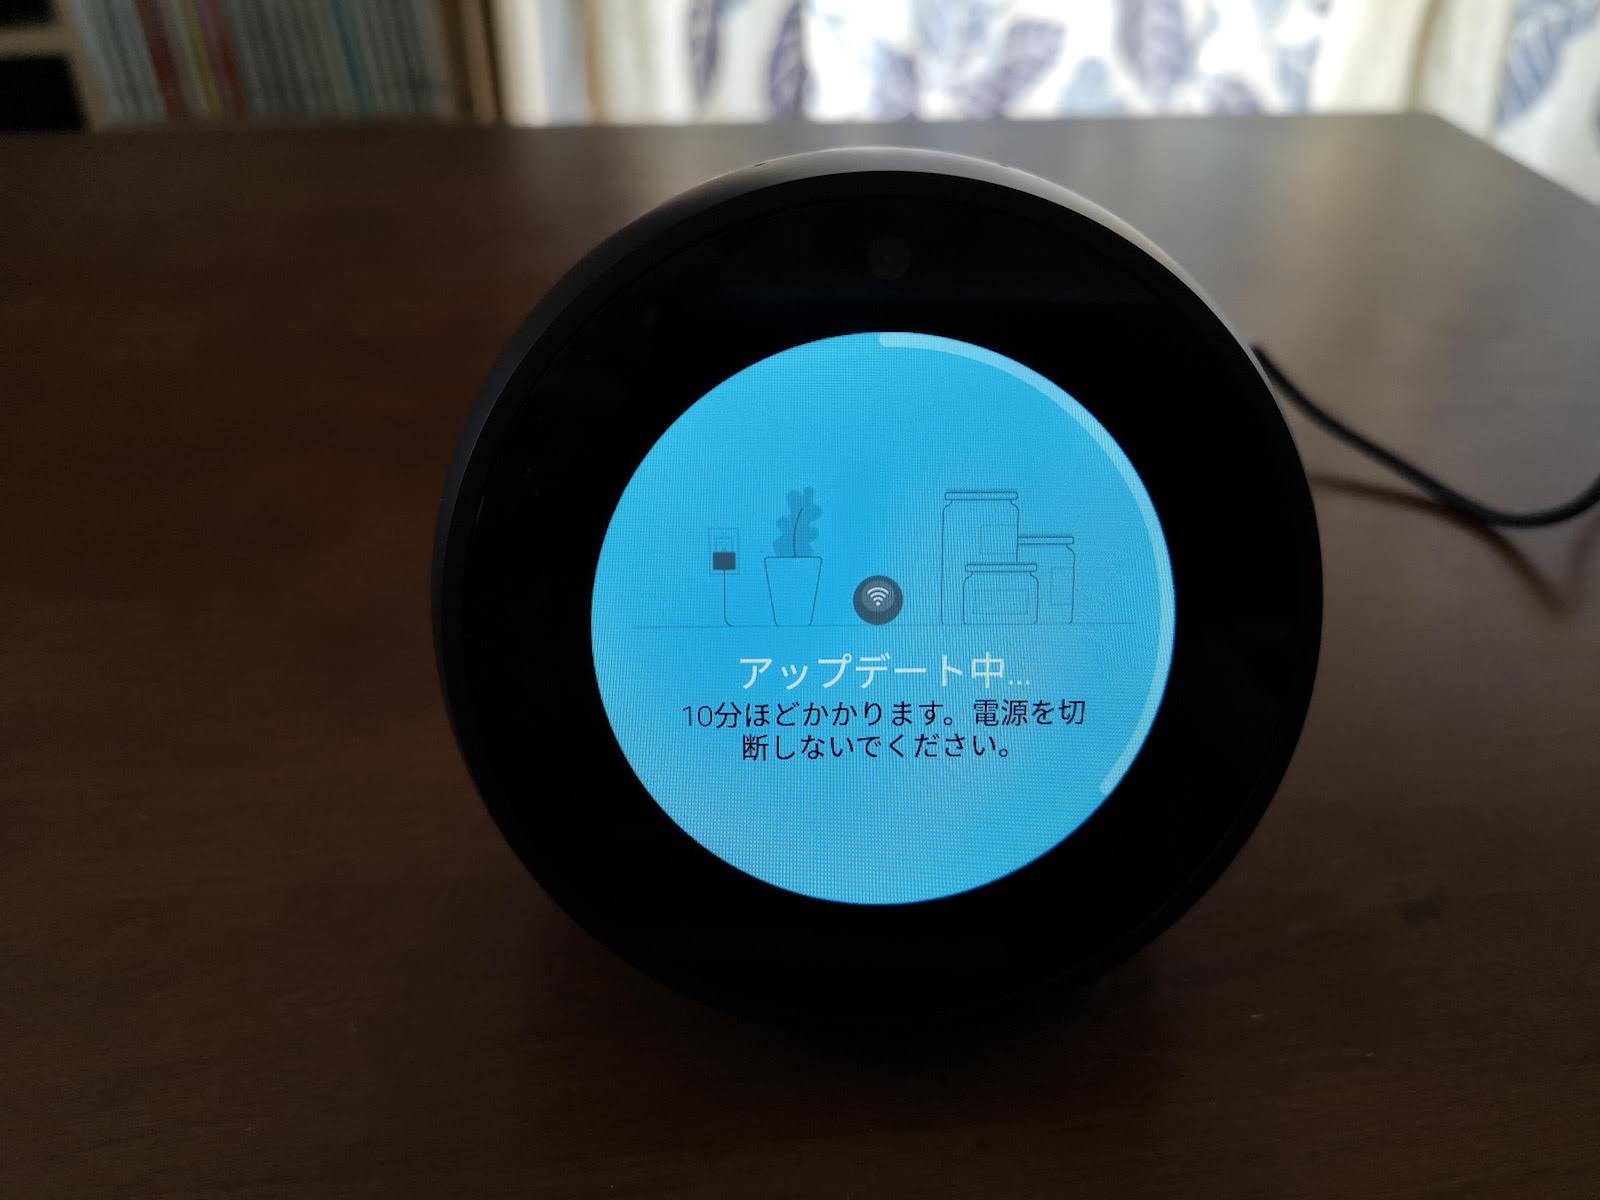 アップデート中...
10分ほどかかります。電源を切
断しないでください。